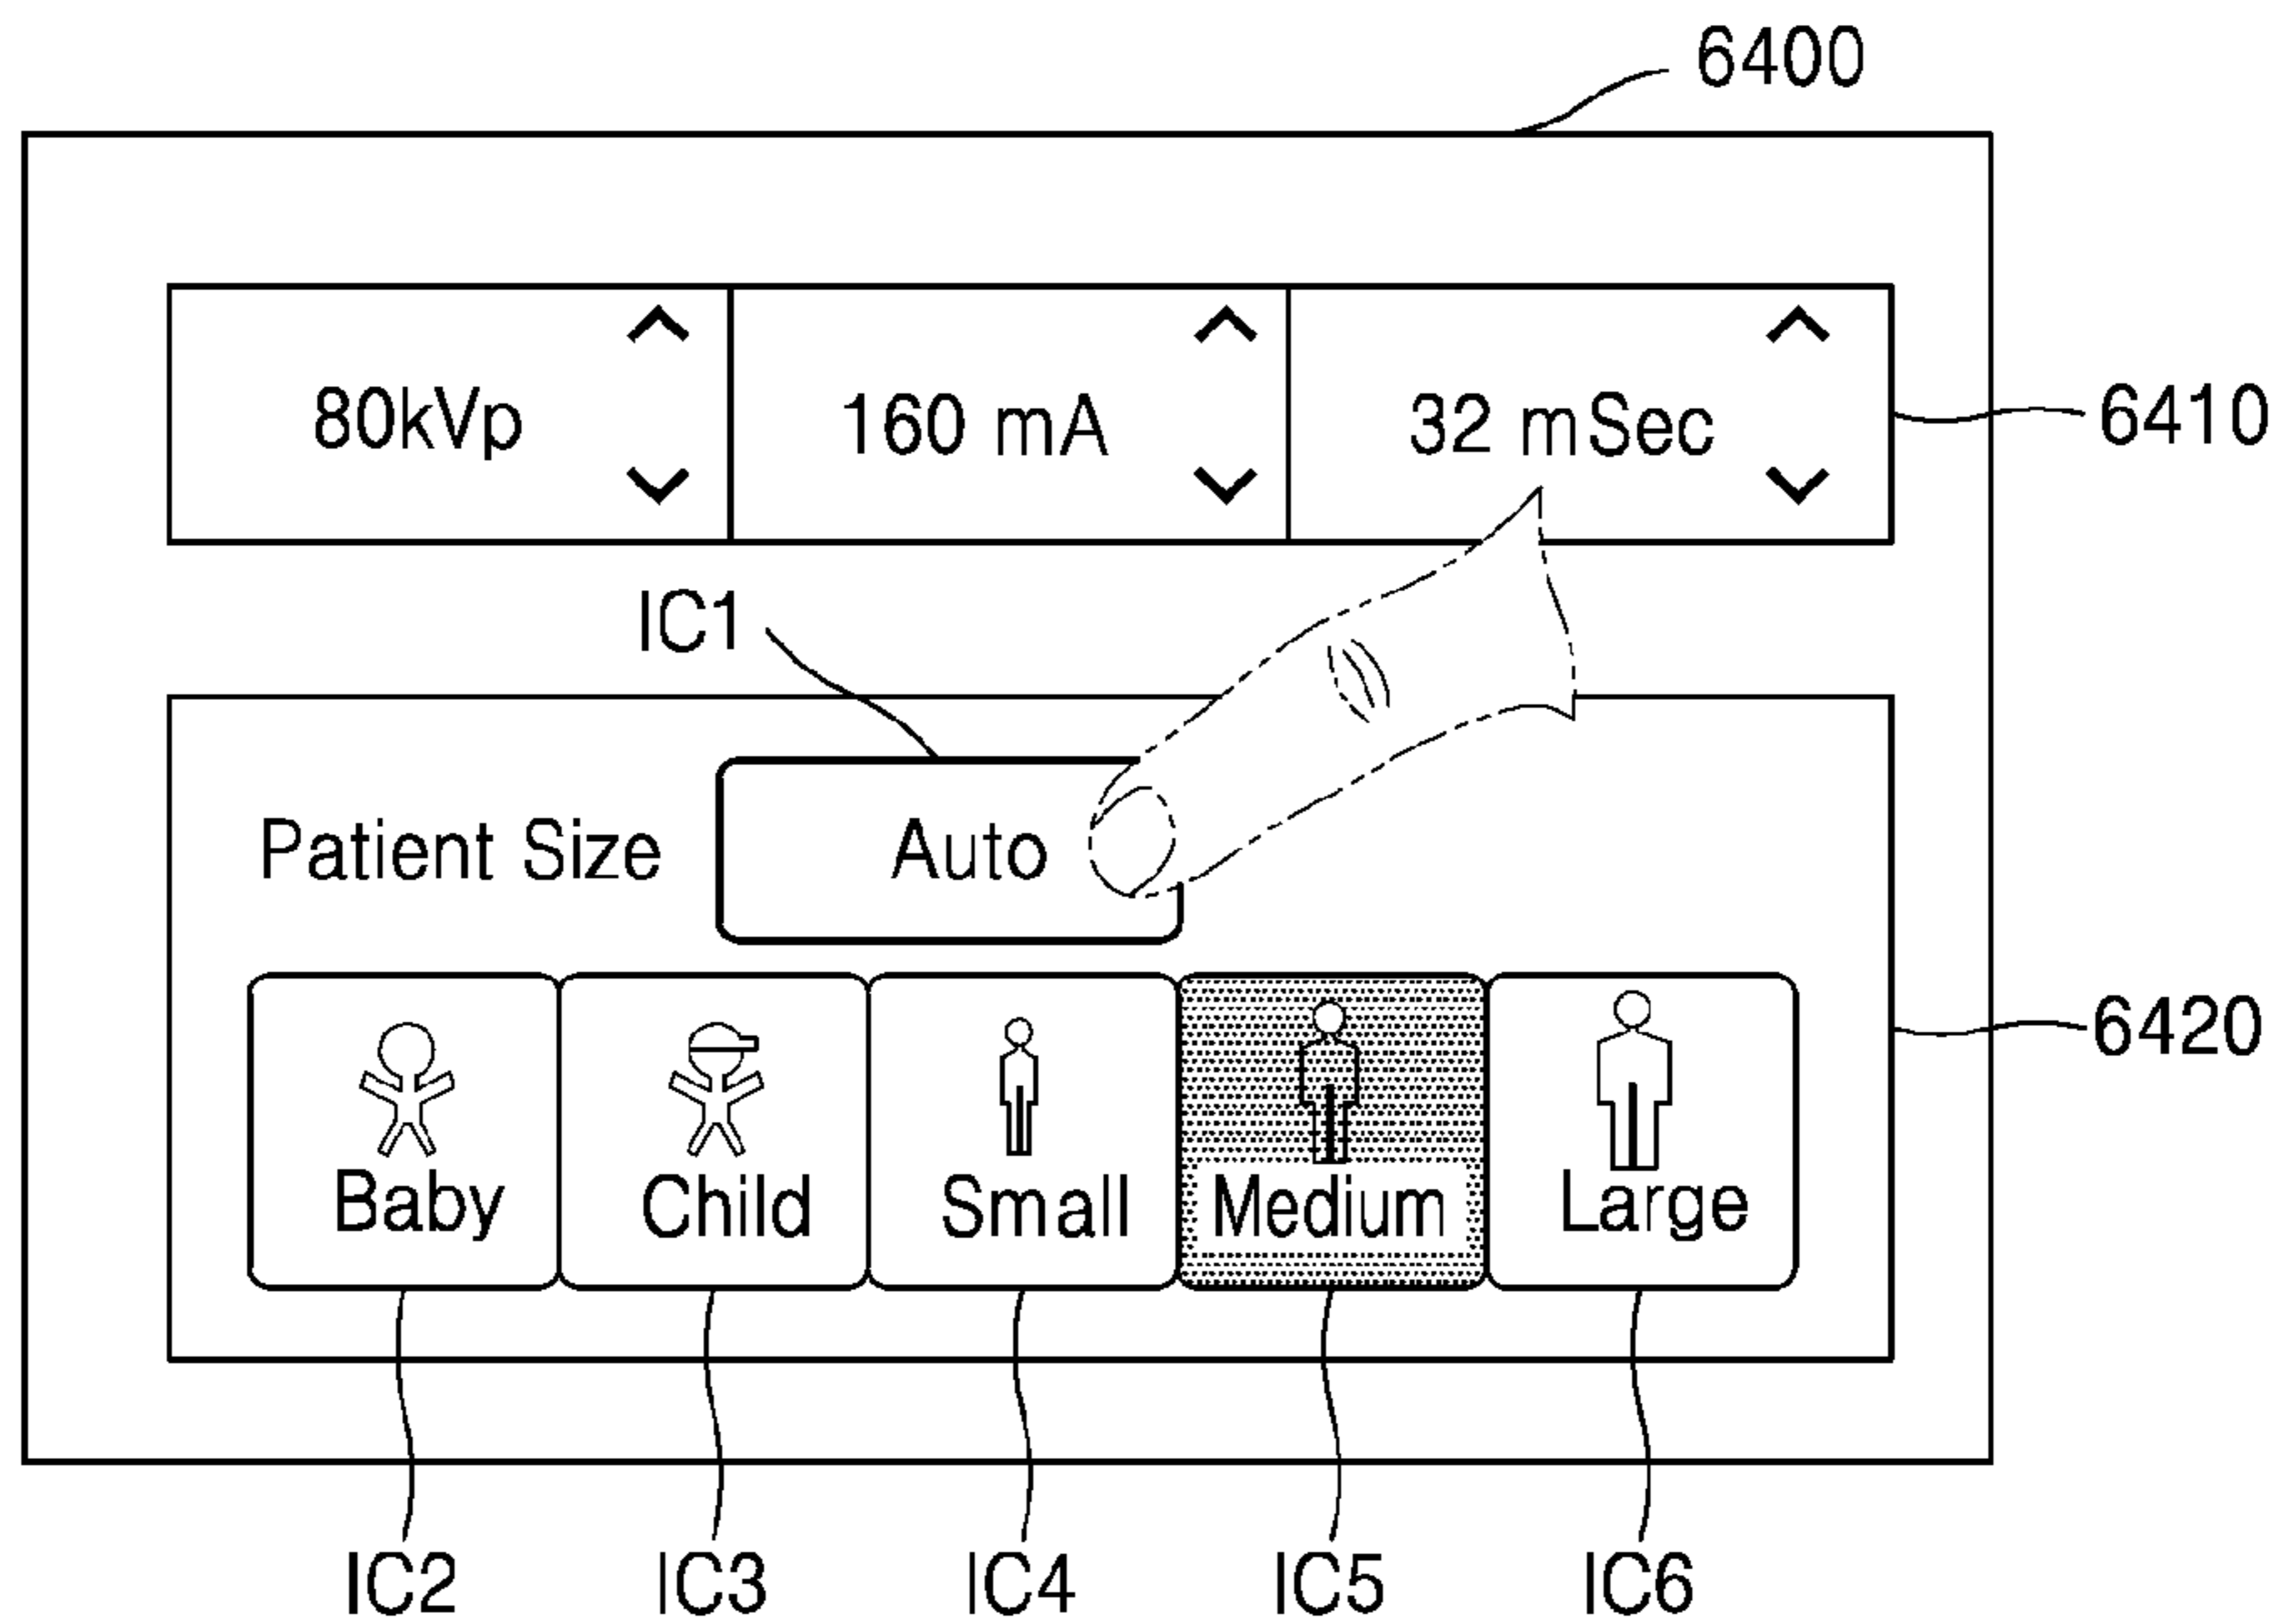 6400
80kVp 160 mA 32 mSec 6410
IC1
Patient Size Auto
6420
Baby Child Small Medium Large
IC2 IC3 IC4 IC5 IC6